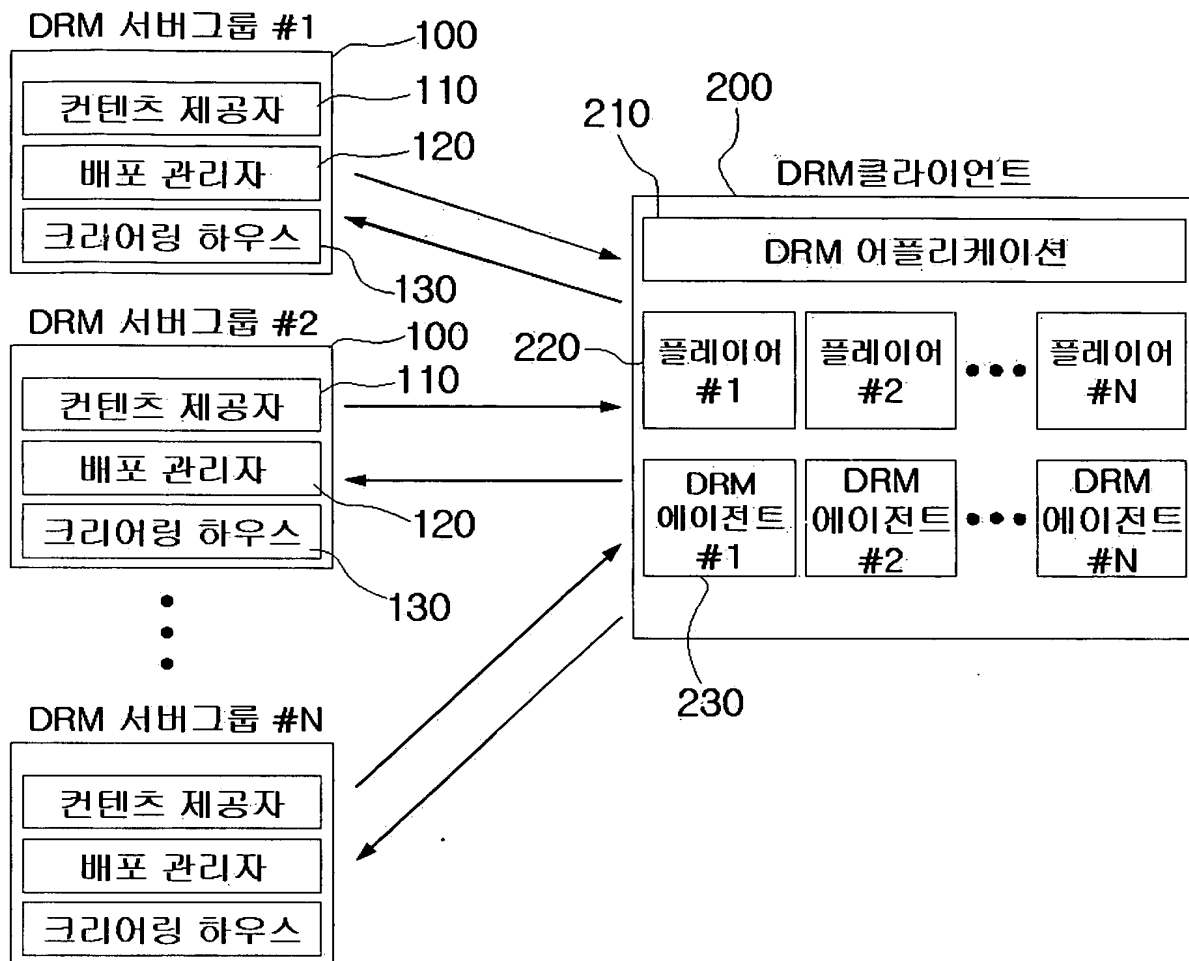 DRM 서버그룹 #1
100
컨텐츠 제공자
110
배포 관리자
120
크리어링 하우스
130
DRM 서버그룹 #2
100
컨텐츠 제공자
110
배포 관리자
120
크리어링 하우스
130
DRM 서버그룹 #N
컨텐츠 제공자
배포 관리자
크리어링 하우스
200
210
DRM클라이언트
DRM 어플리케이션
220
플레이어
#1
플레이어
#2
플레이어
#N
DRM
에이전트
#1
DRM
에이전트
#2
DRM
에이전트
#N
230